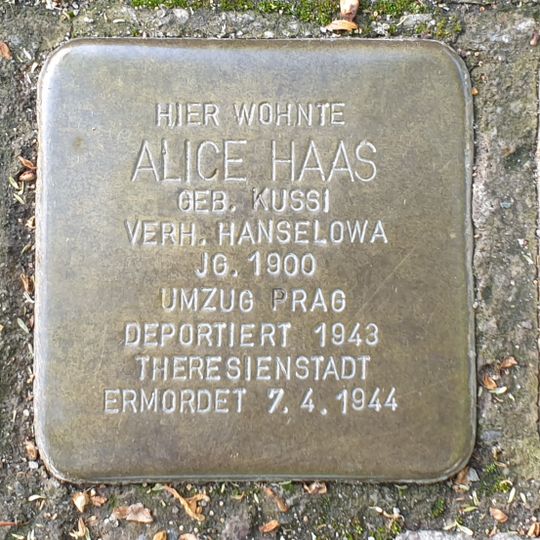 HIER WOHNTE
ALICE HAAS
GEB. KUSSI
VERH. HANSELOWA
JG. 1900
UMZUG PRAG
DEPORTIERT 1943
THERESIENSTADT
ERMORDET 7.4.1944